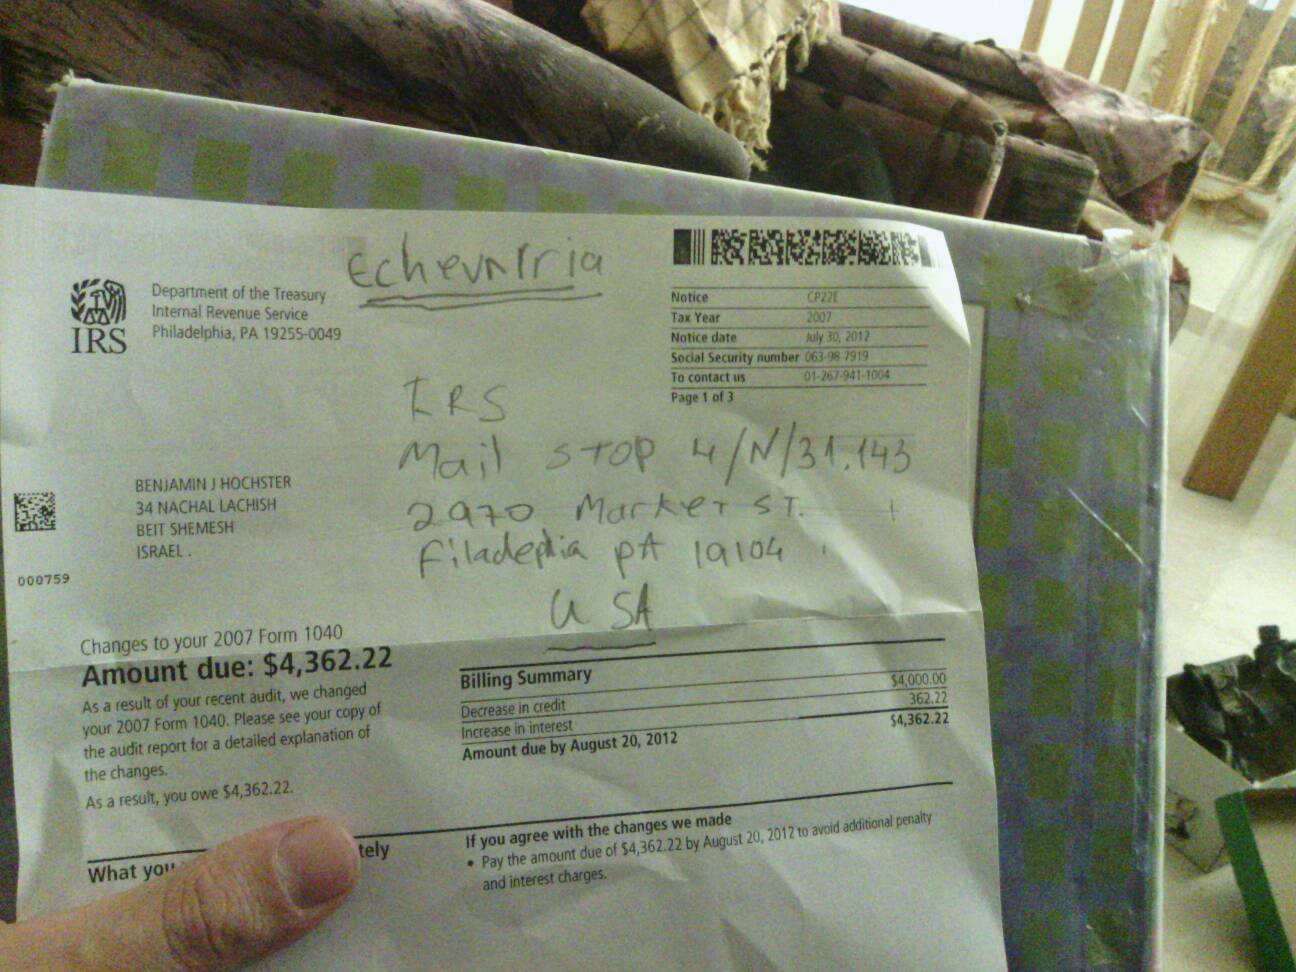 Echevnrria
IRS
Department of the Treasury
Internal Revenue Service
Philadelphia, PA 19255-0049
Notice CP22E
Tax Year 2007
Notice date July 30, 2012
Social Security number 063-98-7919
To contact us 01-267-941-1004
Page 1 of 3
IRS
Mail STOP 4/N/31.143
2970 Market ST.
Filadephia PA 19104
USA
BENJAMIN J HOCHSTER
34 NACHAL LACHISH
BEIT SHEMESH
ISRAEL .
000759
Changes to your 2007 Form 1040
Amount due: $4,362.22
As a result of your recent audit, we changed
your 2007 Form 1040. Please see your copy of
the audit report for a detailed explanation of
the changes.
As a result, you owe $4,362.22.
Billing Summary
Decrease in credit $4,000.00
Increase in interest 362.22
Amount due by August 20, 2012 $4,362.22
What you tely
If you agree with the changes we made
• Pay the amount due of $4,362.22 by August 20, 2012 to avoid additional penalty
and interest charges.